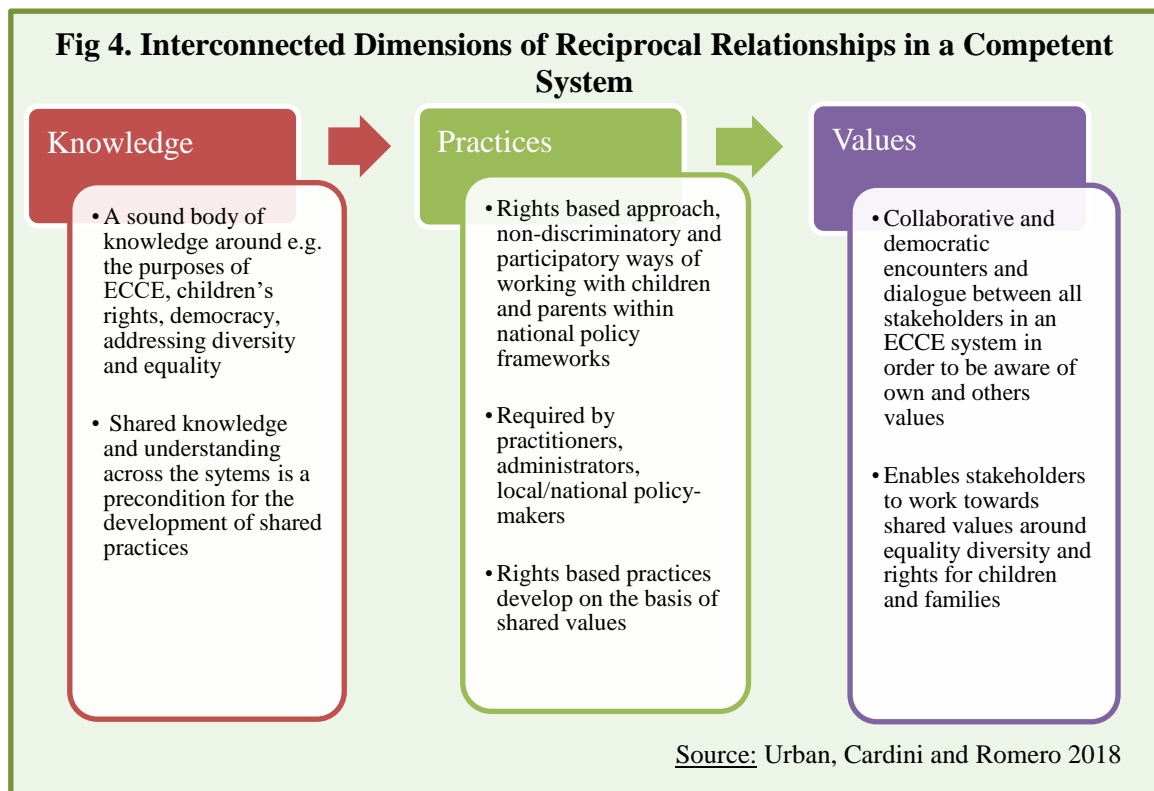 Fig 4. Interconnected Dimensions of Reciprocal Relationships in a Competent
System
Knowledge
• A sound body of
knowledge around e.g.
the purposes of
ECCE, children’s
rights, democracy,
addressing diversity
and equality
• Shared knowledge
and understanding
across the sytems is a
precondition for the
development of shared
practices
Practices
• Rights based approach,
non-discriminatory and
participatory ways of
working with children
and parents within
national policy
frameworks
• Required by
practitioners,
administrators,
local/national policy-
makers
• Rights based practices
develop on the basis of
shared values
Values
• Collaborative and
democratic
encounters and
dialogue between all
stakeholders in an
ECCE system in
order to be aware of
own and others
values
• Enables stakeholders
to work towards
shared values around
equality diversity and
rights for children
and families
Source: Urban, Cardini and Romero 2018